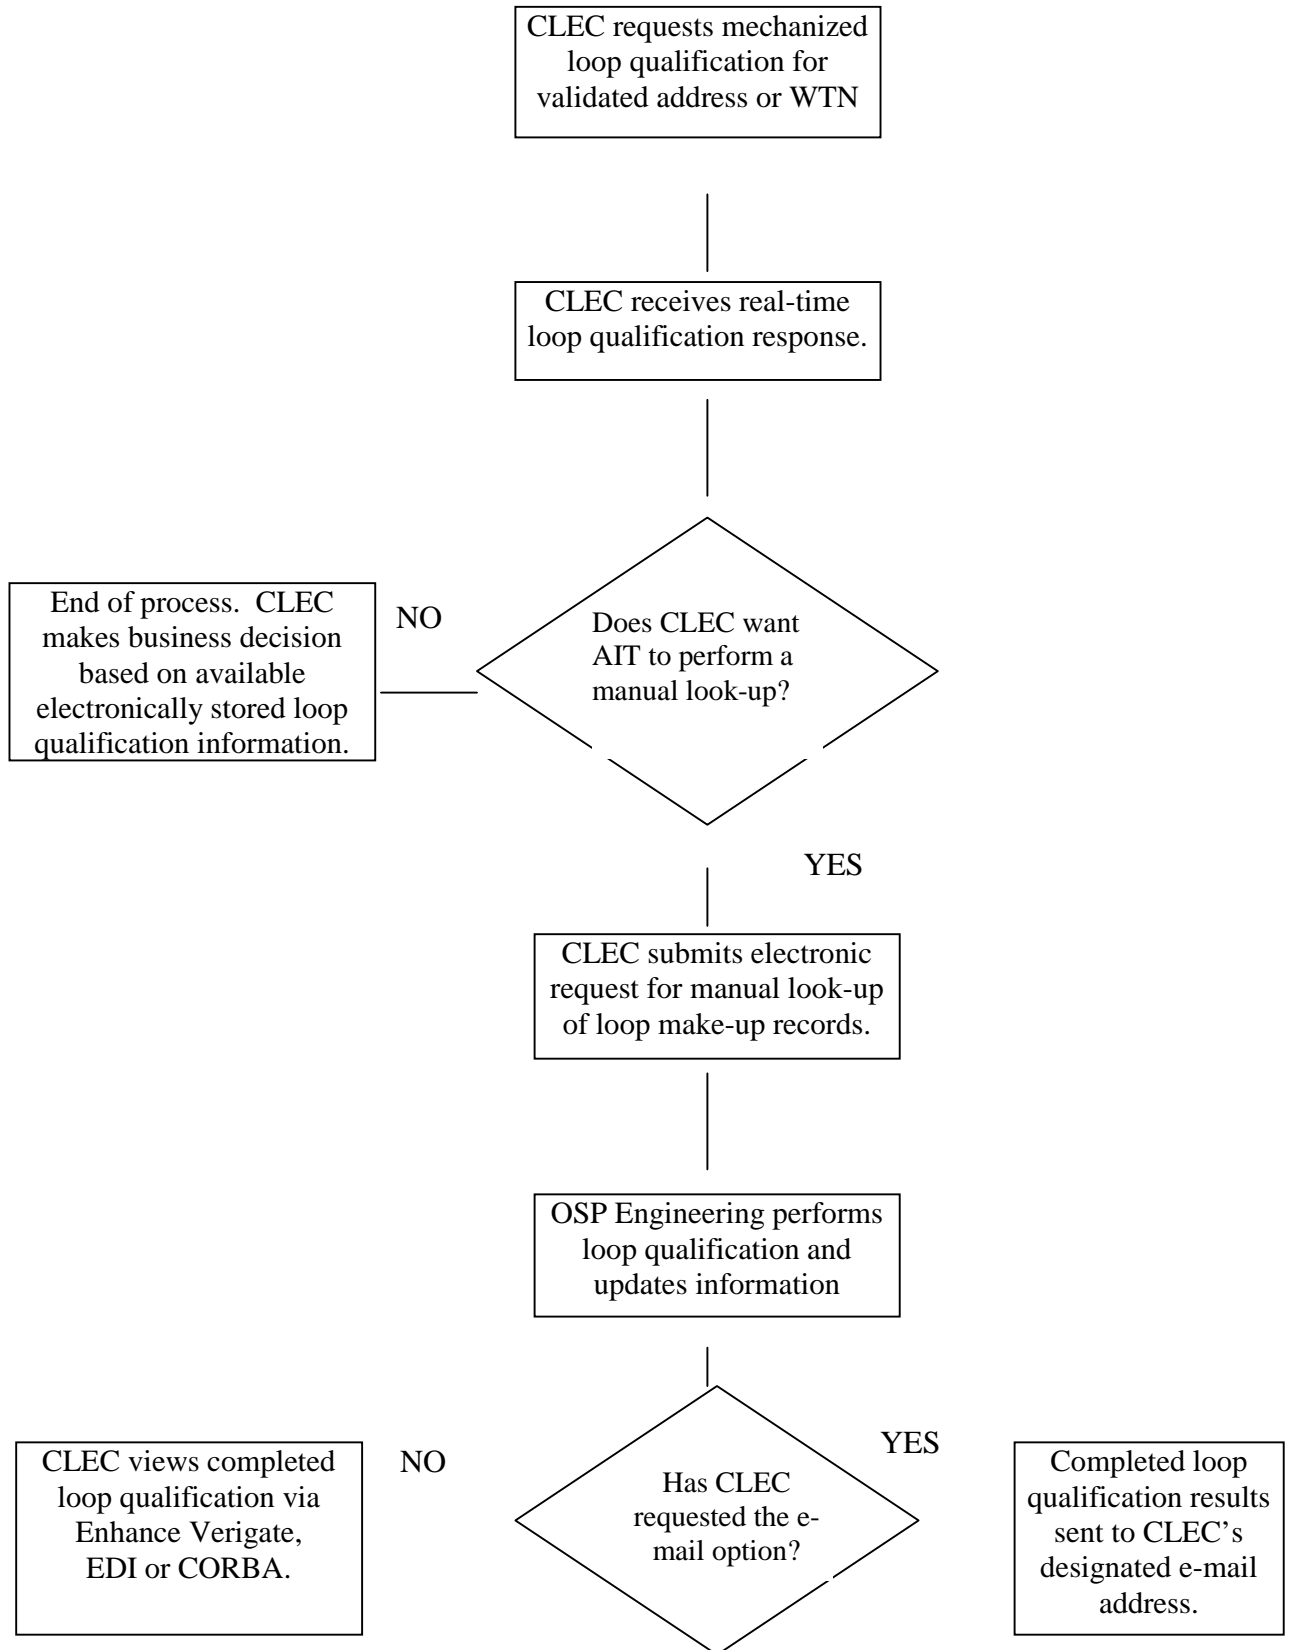 CLEC requests mechanized
loop qualification for
validated address or WTN
CLEC receives real-time
loop qualification response.
End of process.  CLEC
makes business decision
based on available
electronically stored loop
qualification information.
NO
Does CLEC want
AIT to perform a
manual look-up?
YES
CLEC submits electronic
request for manual look-up
of loop make-up records.
OSP Engineering performs
loop qualification and
updates information
CLEC views completed
loop qualification via
Enhance Verigate,
EDI or CORBA.
NO
Has CLEC
requested the e-
mail option?
YES
Completed loop
qualification results
sent to CLEC’s
designated e-mail
address.